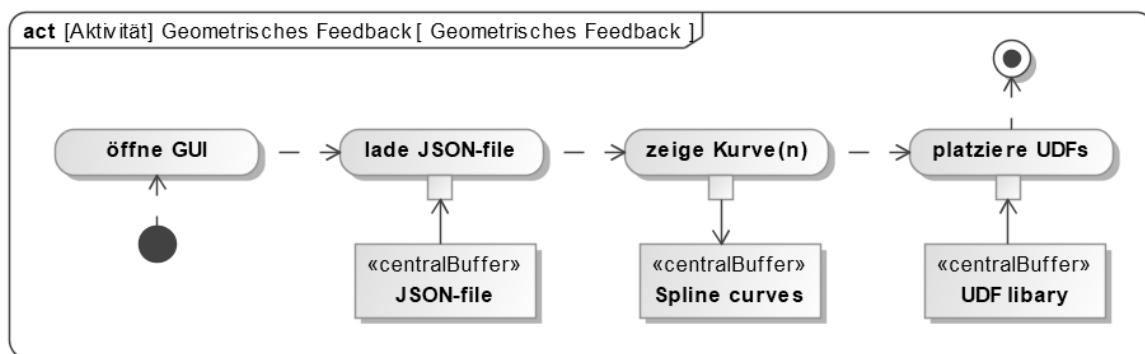 act [Aktivität] Geometrisches Feedback [ Geometrisches Feedback ]
öffne GUI
lade JSON-file
zeige Kurve(n)
platziere UDFs
«centralBuffer»
JSON-file
«centralBuffer»
Spline curves
«centralBuffer»
UDF libary